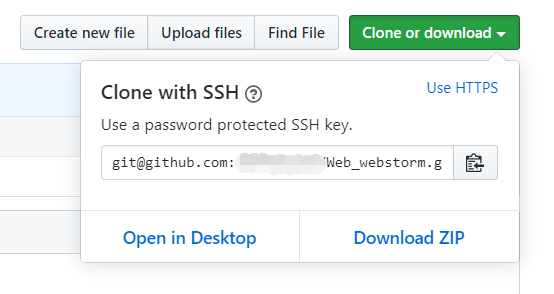 Create new file Upload files Find File Clone or download
Clone with SSH Use HTTPS
Use a password protected SSH key.
git@github.com: /Web_webstorm.g
Open in Desktop Download ZIP